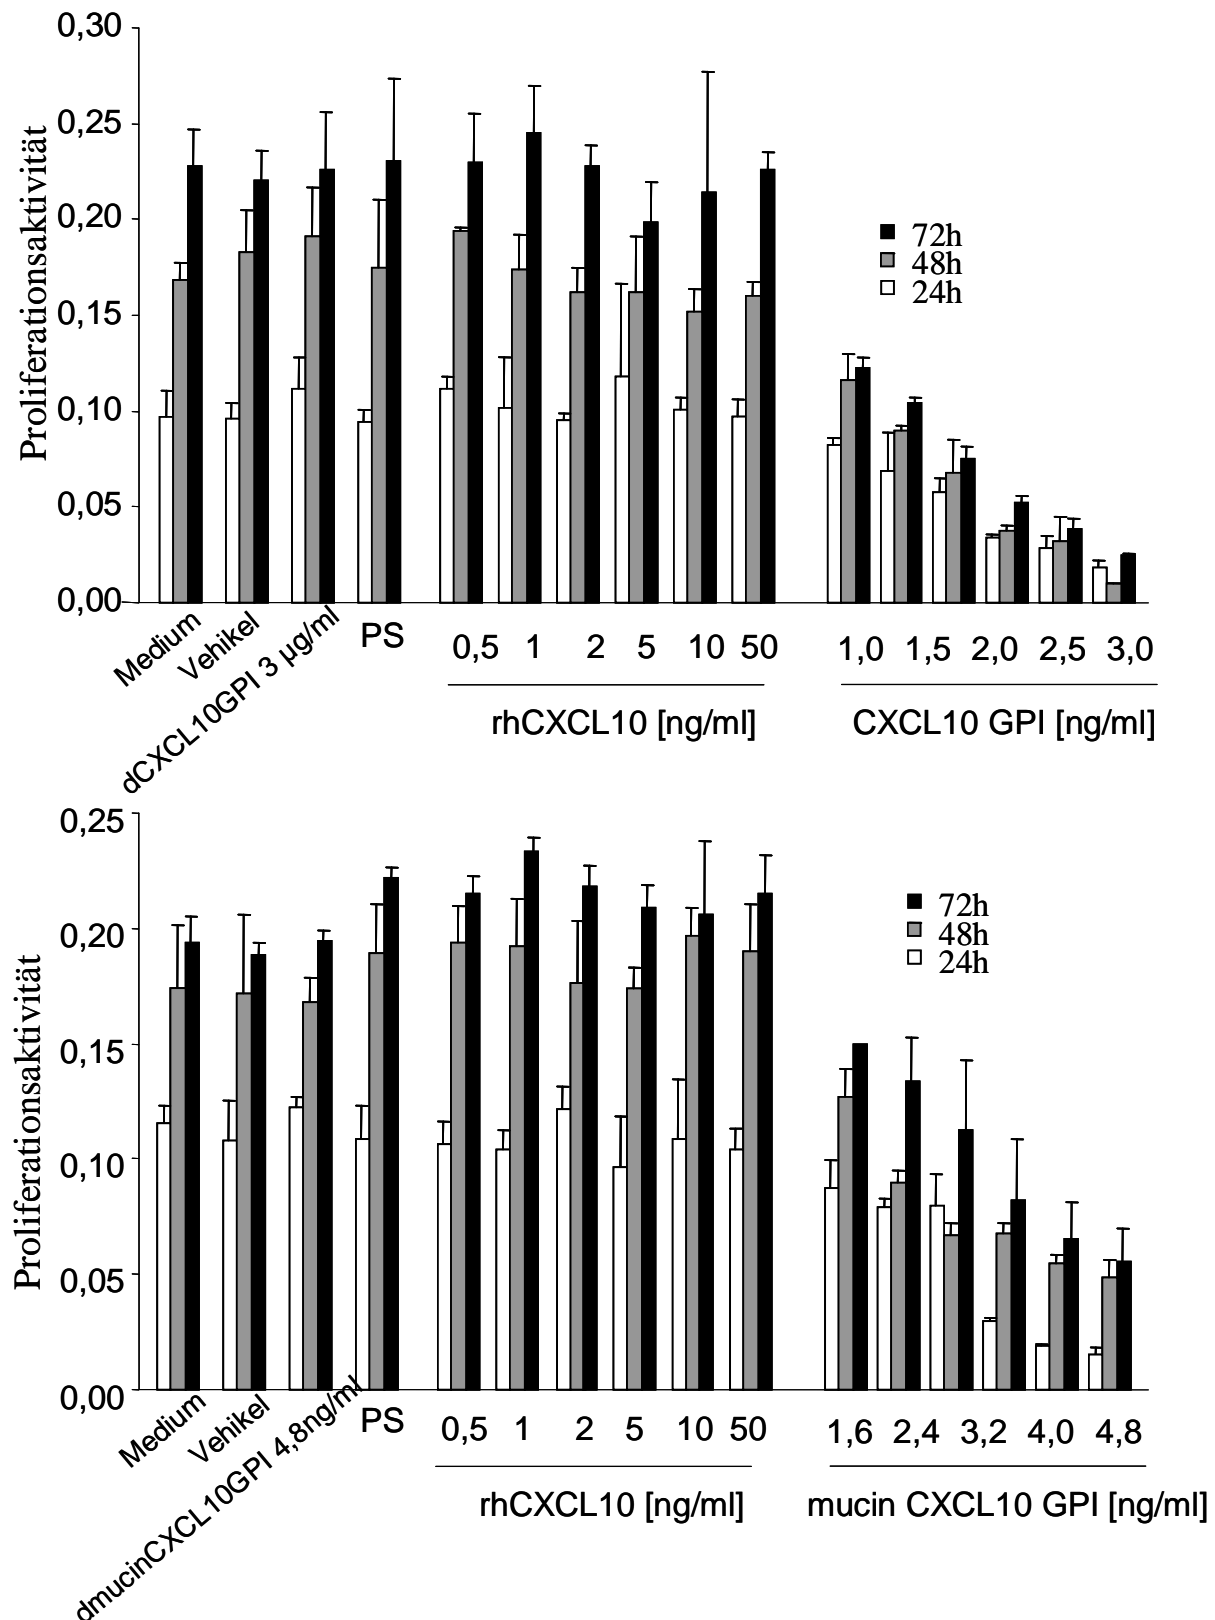 0,30
0,25
0,20
0,15
0,10
0,05
0,00
Proliferationsaktivität
72h
48h
24h
Medium
Vehikel
dCXCL10GPI 3 µg/ml
PS
0,5 1 2 5 10 50
rhCXCL10 [ng/ml]
1,0 1,5 2,0 2,5 3,0
CXCL10 GPI [ng/ml]
0,25
0,20
0,15
0,10
0,05
0,00
Proliferationsaktivität
72h
48h
24h
Medium
Vehikel
dmucinCXCL10GPI 4,8ng/ml
PS
0,5 1 2 5 10 50
rhCXCL10 [ng/ml]
1,6 2,4 3,2 4,0 4,8
mucin CXCL10 GPI [ng/ml]